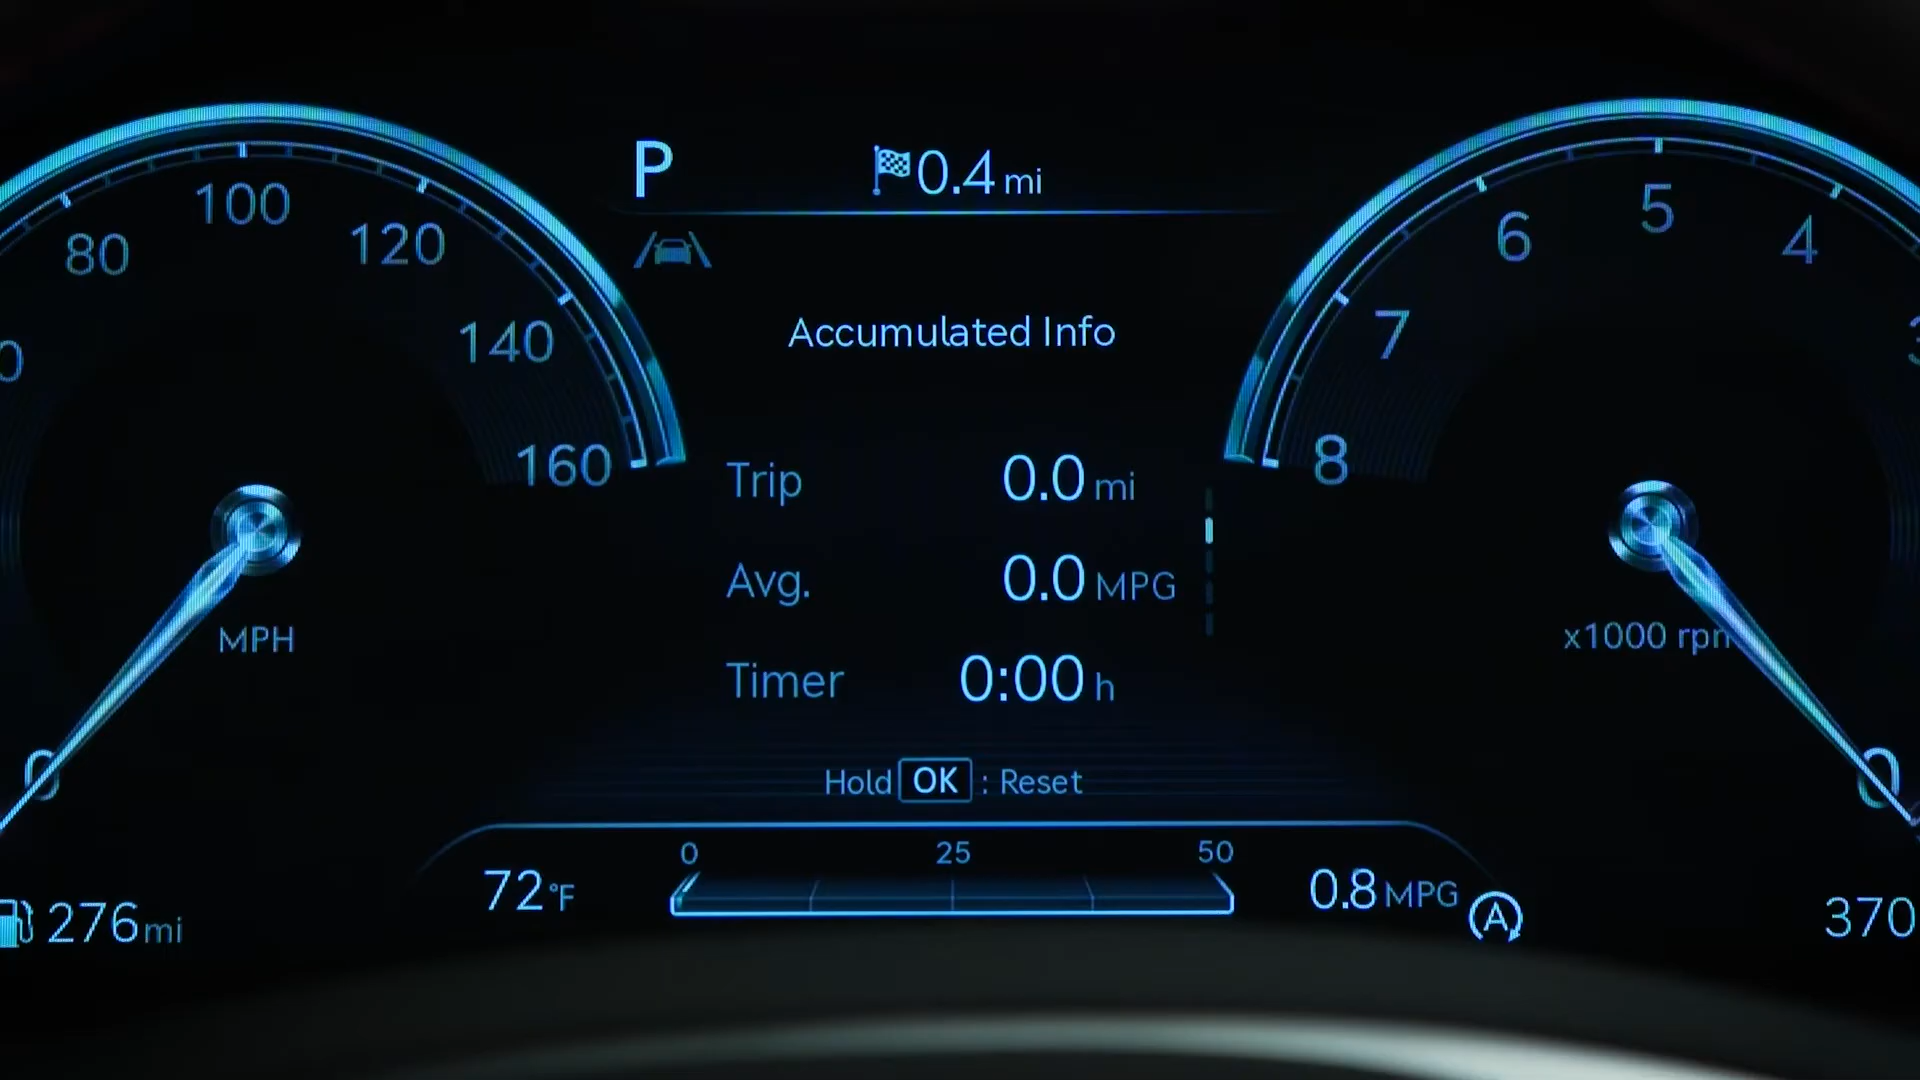 P
0.4 mi
80
100
120
140
160
0
MPH
276 mi
Accumulated Info
Trip 0.0 mi
Avg. 0.0 MPG
Timer 0:00 h
Hold OK : Reset
0 25 50
72 °F
0.8 MPG
A
8
7
6
5
4
0
x1000 rpm
370